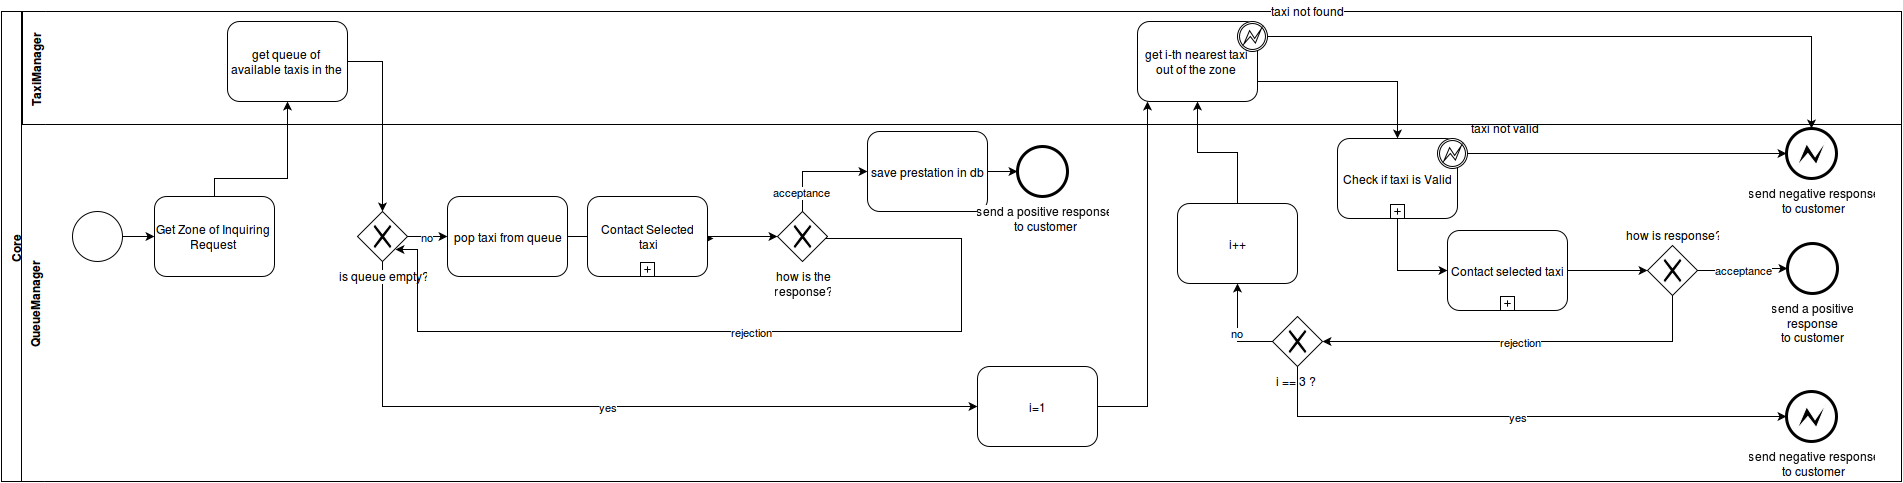 taxi not found
TaxiManager
get queue of
available taxis in the
get i-th nearest taxi
out of the zone
taxi not valid
Core
QueueManager
Get Zone of Inquiring
Request
no
is queue empty?
pop taxi from queue
Contact Selected
taxi
acceptance
how is the
response?
save prestation in db
send a positive response
to customer
rejection
yes
i=1
i++
no
i == 3 ?
Check if taxi is Valid
Contact selected taxi
how is response?
acceptance
rejection
yes
send negative response
to customer
send a positive
response
to customer
send negative response
to customer